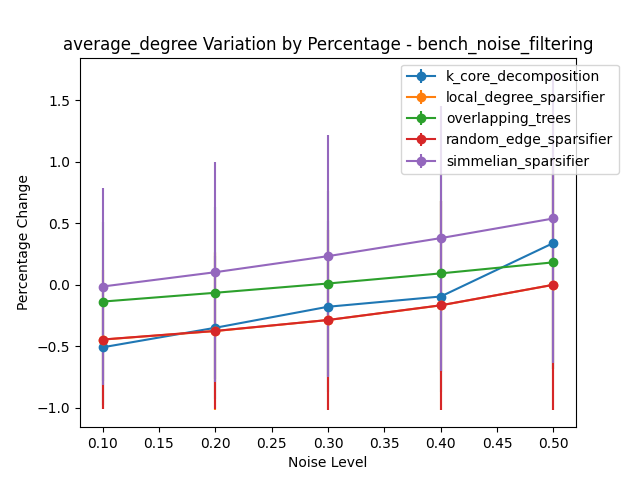 average_degree Variation by Percentage - bench_noise_filtering
k_core_decomposition
local_degree_sparsifier
overlapping_trees
random_edge_sparsifier
simmelian_sparsifier
Percentage Change
1.5
1.0
0.5
0.0
−0.5
−1.0
0.10 0.15 0.20 0.25 0.30 0.35 0.40 0.45 0.50
Noise Level